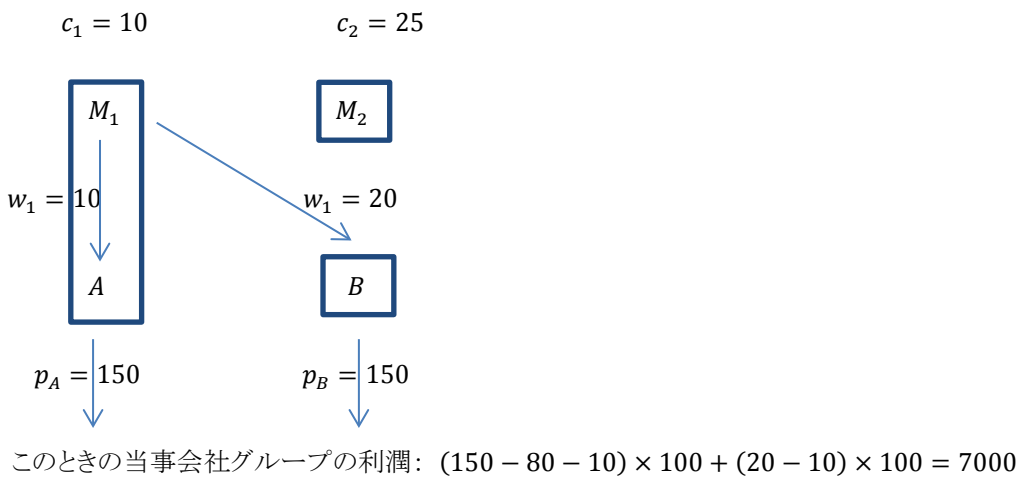 c₁ = 10 c₂ = 25
M₁ M₂
w₁ = 10 w₁ = 20
A B
p_A = 150 p_B = 150
このときの当事会社グループの利潤： (150 − 80 − 10) × 100 + (20 − 10) × 100 = 7000